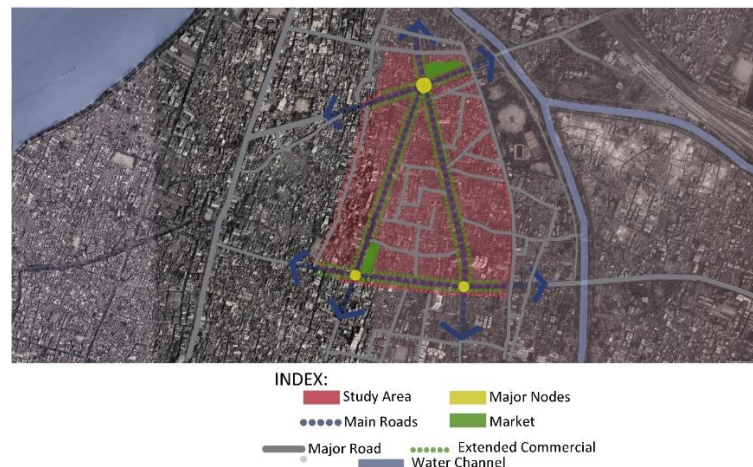 INDEX:
Study Area Major Nodes
Main Roads Market
Major Road Extended Commercial
Water Channel